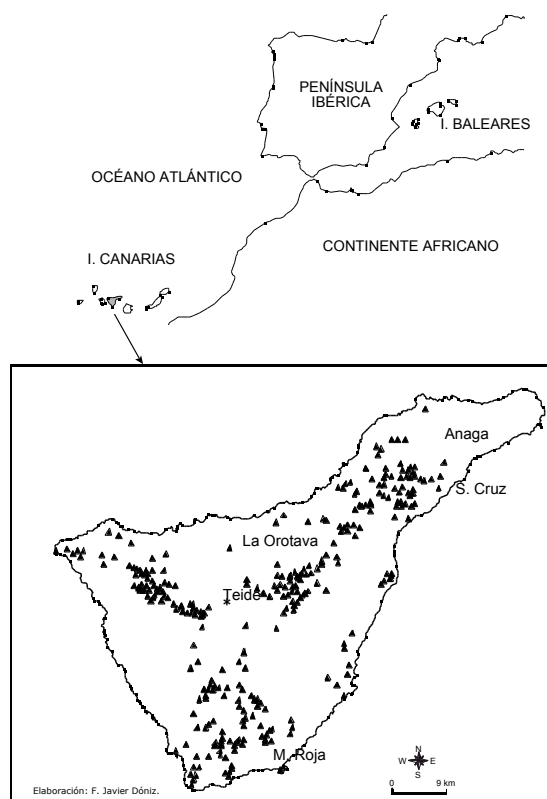 PENÍNSULA
IBÉRICA
I. BALEARES
OCÉANO ATLÁNTICO
CONTINENTE AFRICANO
I. CANARIAS
Anaga
S. Cruz
La Orotava
Teide
M. Roja
N
W E
S
0 9 km
Elaboración: F. Javier Dóniz.